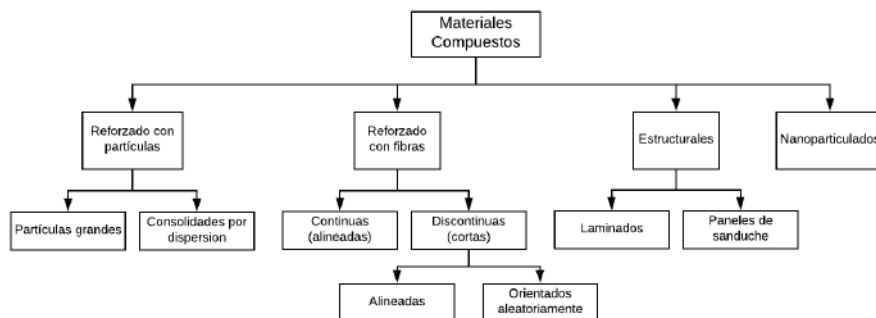 Materiales
Compuestos
Reforzado con
partículas
Reforzado
con fibras
Estructurales
Nanoparticulados
Partículas grandes
Consolidades por
dispersion
Continuas
(alineadas)
Discontinuas
(cortas)
Laminados
Paneles de
sanduche
Alineadas
Orientados
aleatoriamente